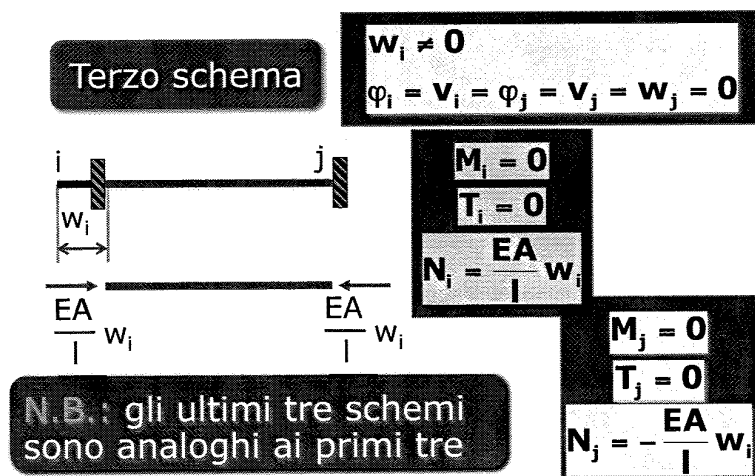 Terzo schema
wᵢ ≠ 0
φᵢ = vᵢ = φⱼ = vⱼ = wⱼ = 0
i
j
wᵢ
EA/l wᵢ
EA/l wᵢ
Mᵢ = 0
Tᵢ = 0
Nᵢ = EA/l wᵢ
Mⱼ = 0
Tⱼ = 0
Nⱼ = - EA/l wᵢ
N.B.: gli ultimi tre schemi
sono analoghi ai primi tre